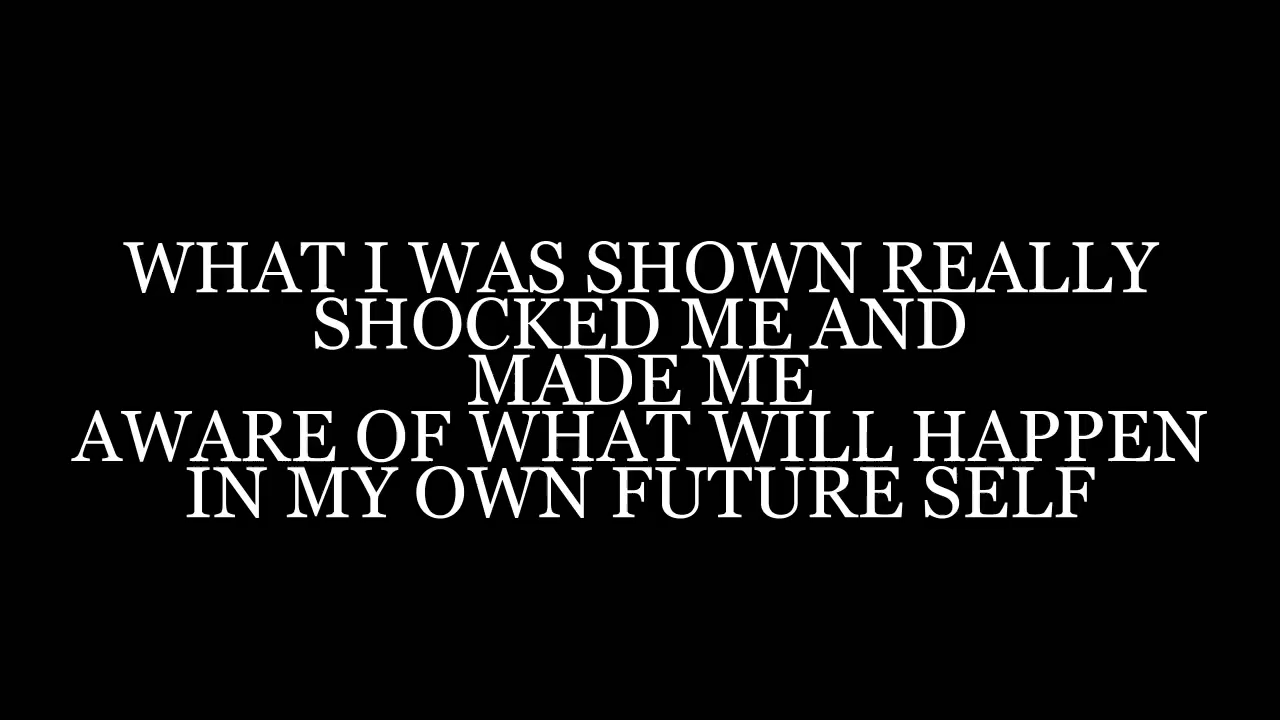 WHAT I WAS SHOWN REALLY
SHOCKED ME AND
MADE ME
AWARE OF WHAT WILL HAPPEN
IN MY OWN FUTURE SELF